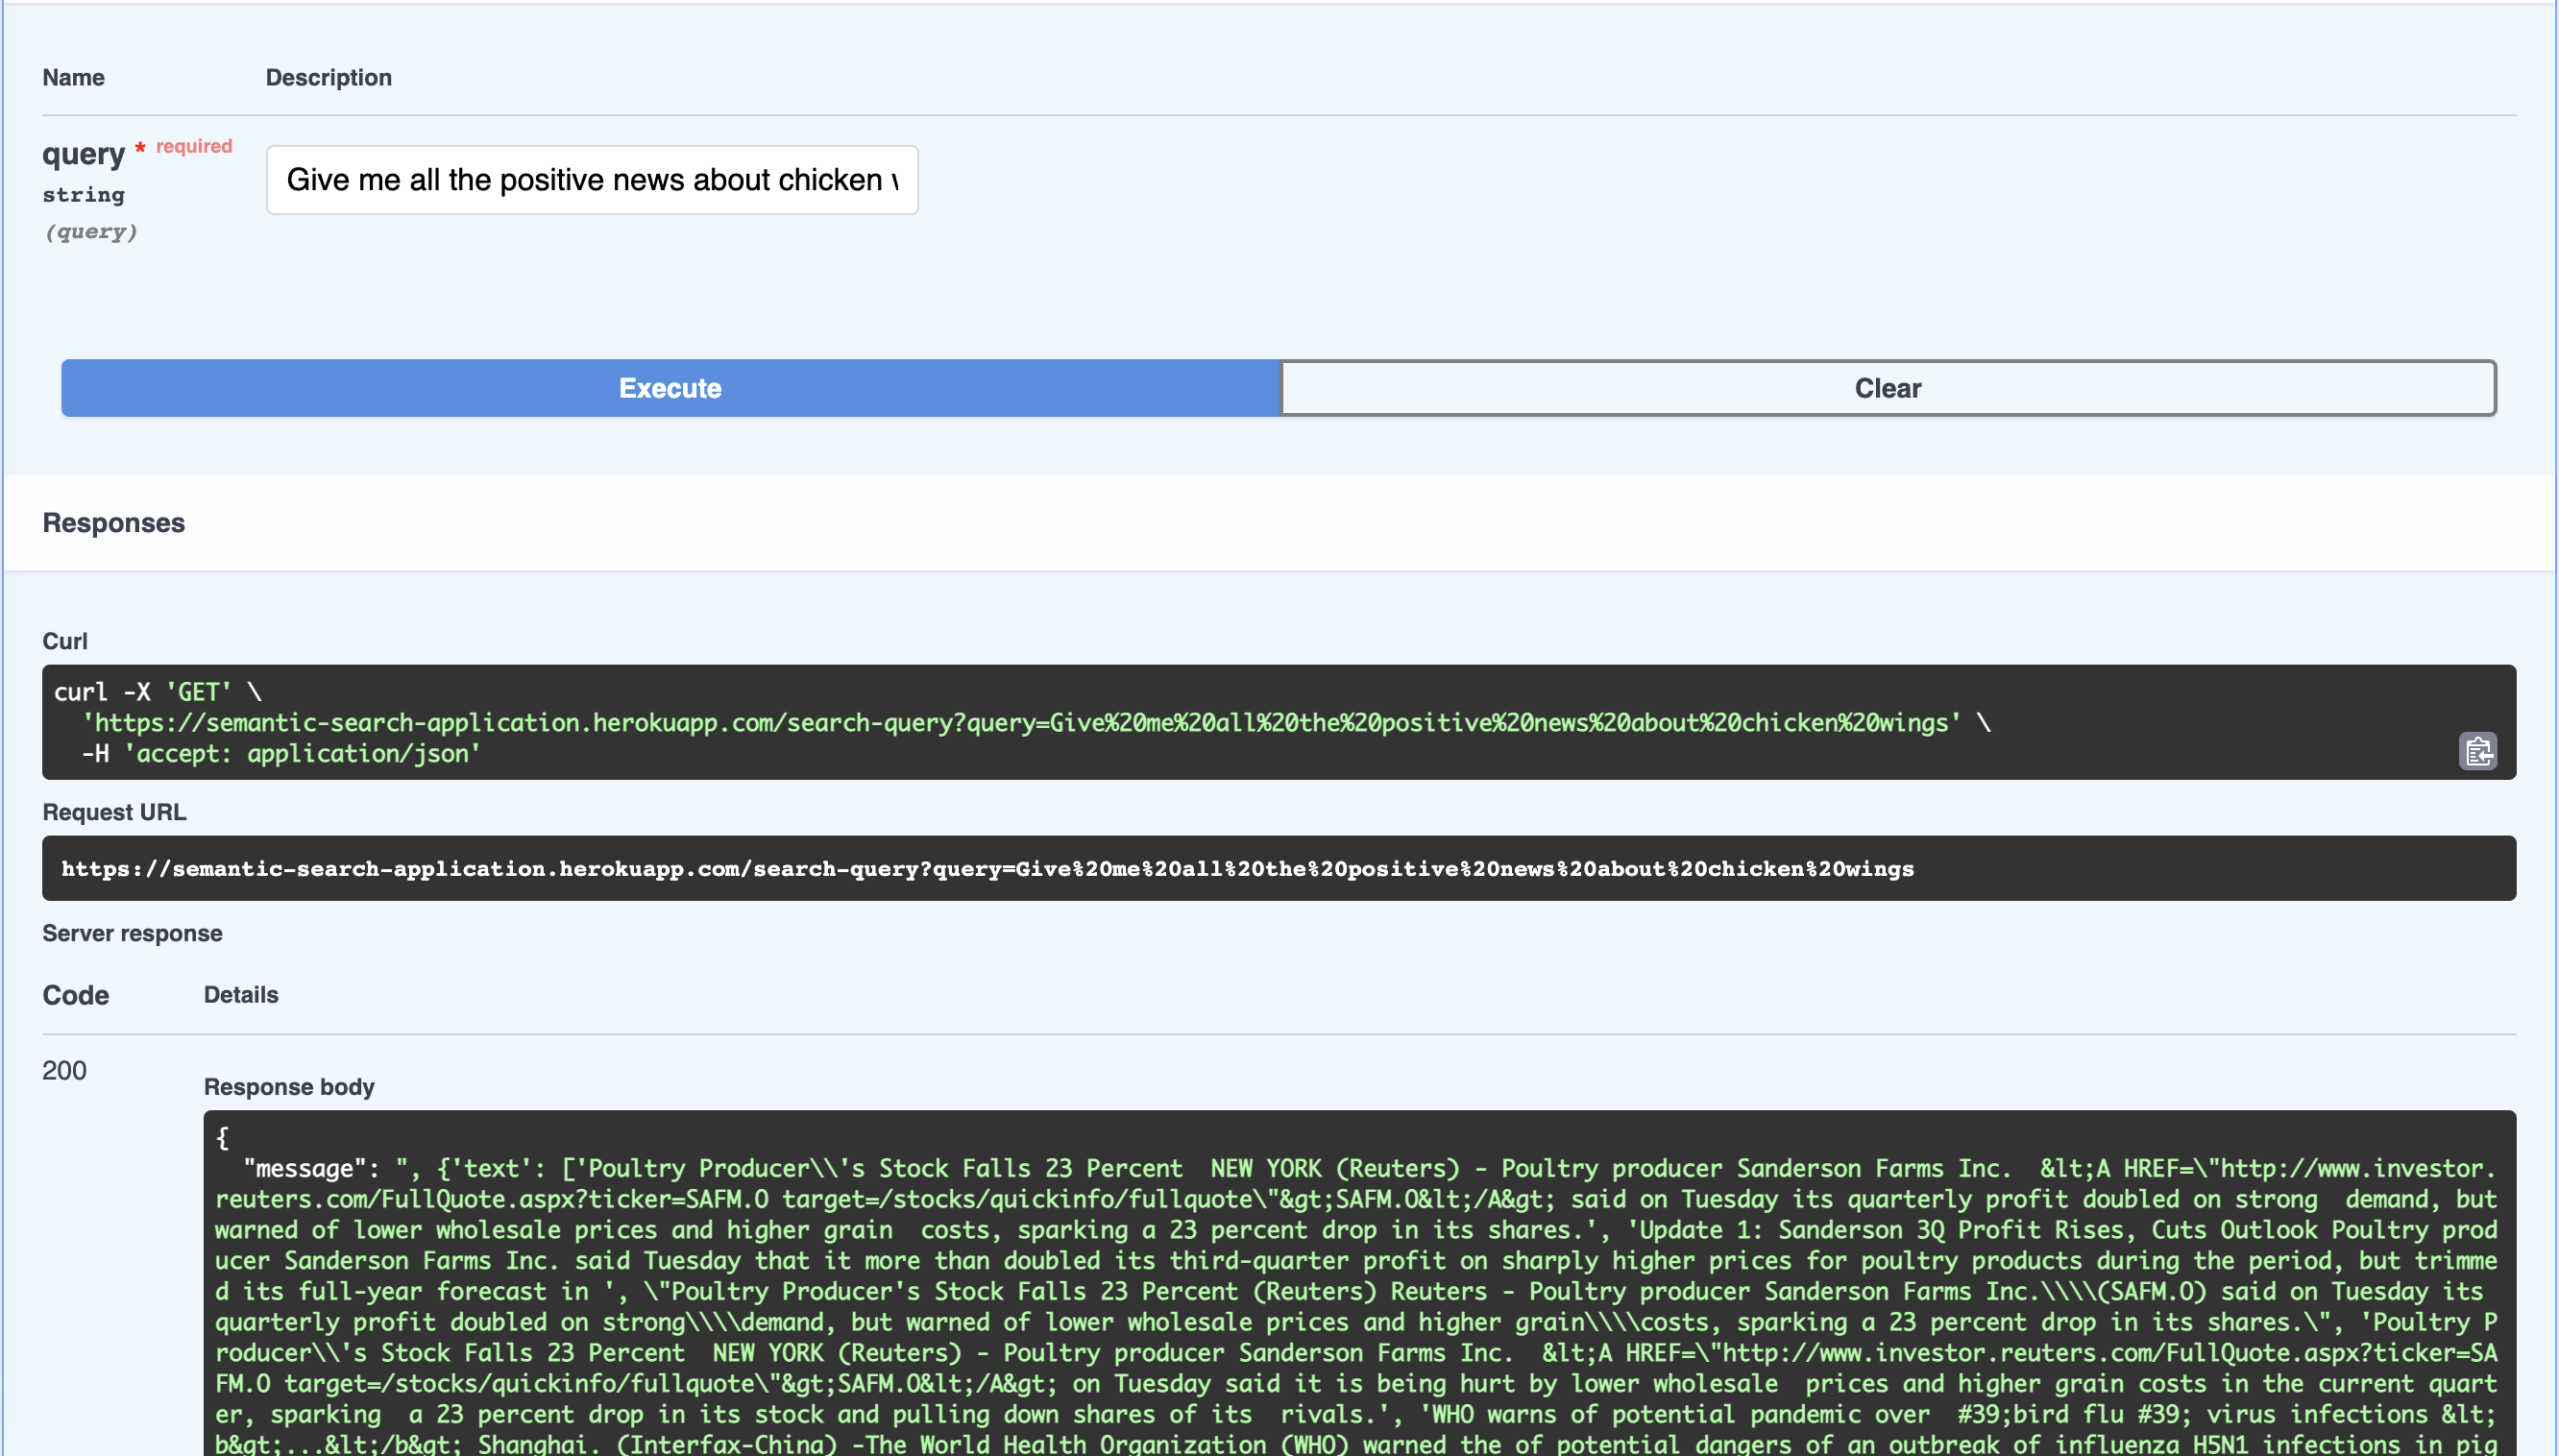 Name Description
query * required
string
(query)
Give me all the positive news about chicken
Execute Clear
Responses
Curl
curl -X 'GET' \
'https://semantic-search-application.herokuapp.com/search-query?query=Give%20me%20all%20the%20positive%20news%20about%20chicken%20wings' \
-H 'accept: application/json'
Request URL
https://semantic-search-application.herokuapp.com/search-query?query=Give%20me%20all%20the%20positive%20news%20about%20chicken%20wings
Server response
Code Details
200
Response body
{
"message": ", {'text': ['Poultry Producer\\'s Stock Falls 23 Percent  NEW YORK (Reuters) - Poultry producer Sanderson Farms Inc.  &lt;A HREF=\"http://www.investor.
reuters.com/FullQuote.aspx?ticker=SAFM.O target=/stocks/quickinfo/fullquote\"&gt;SAFM.O&lt;/A&gt; said on Tuesday its quarterly profit doubled on strong  demand, but
warned of lower wholesale prices and higher grain  costs, sparking a 23 percent drop in its shares.', 'Update 1: Sanderson 3Q Profit Rises, Cuts Outlook Poultry prod
ucer Sanderson Farms Inc. said Tuesday that it more than doubled its third-quarter profit on sharply higher prices for poultry products during the period, but trimme
d its full-year forecast in ', \"Poultry Producer's Stock Falls 23 Percent (Reuters) Reuters - Poultry producer Sanderson Farms Inc.\\\\(SAFM.O) said on Tuesday its
quarterly profit doubled on strong\\\\demand, but warned of lower wholesale prices and higher grain\\\\costs, sparking a 23 percent drop in its shares.\", 'Poultry P
roducer\\'s Stock Falls 23 Percent  NEW YORK (Reuters) - Poultry producer Sanderson Farms Inc.  &lt;A HREF=\"http://www.investor.reuters.com/FullQuote.aspx?ticker=SA
FM.O target=/stocks/quickinfo/fullquote\"&gt;SAFM.O&lt;/A&gt; on Tuesday said it is being hurt by lower wholesale  prices and higher grain costs in the current quart
er, sparking  a 23 percent drop in its stock and pulling down shares of its  rivals.', 'WHO warns of potential pandemic over  #39;bird flu #39; virus infections &lt;
b&gt;...&lt;/b&gt; Shanghai. (Interfax-China) -The World Health Organization (WHO) warned the of potential dangers of an outbreak of influenza H5N1 infections in pig